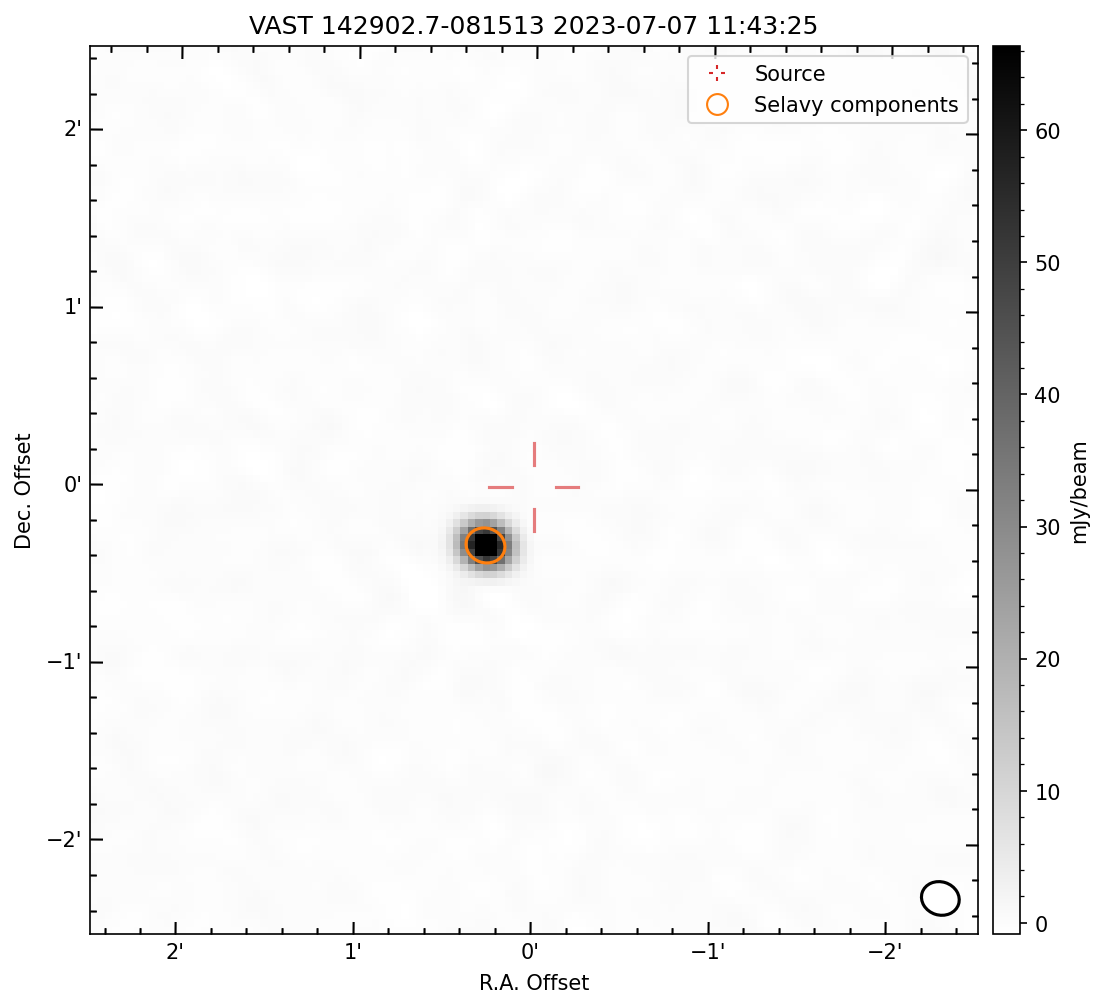 VAST 142902.7-081513 2023-07-07 11:43:25
Source
Selavy components
2'
1'
0'
−1'
−2'
Dec. Offset
2'
1'
0'
−1'
−2'
R.A. Offset
60
50
40
30
20
10
0
mJy/beam